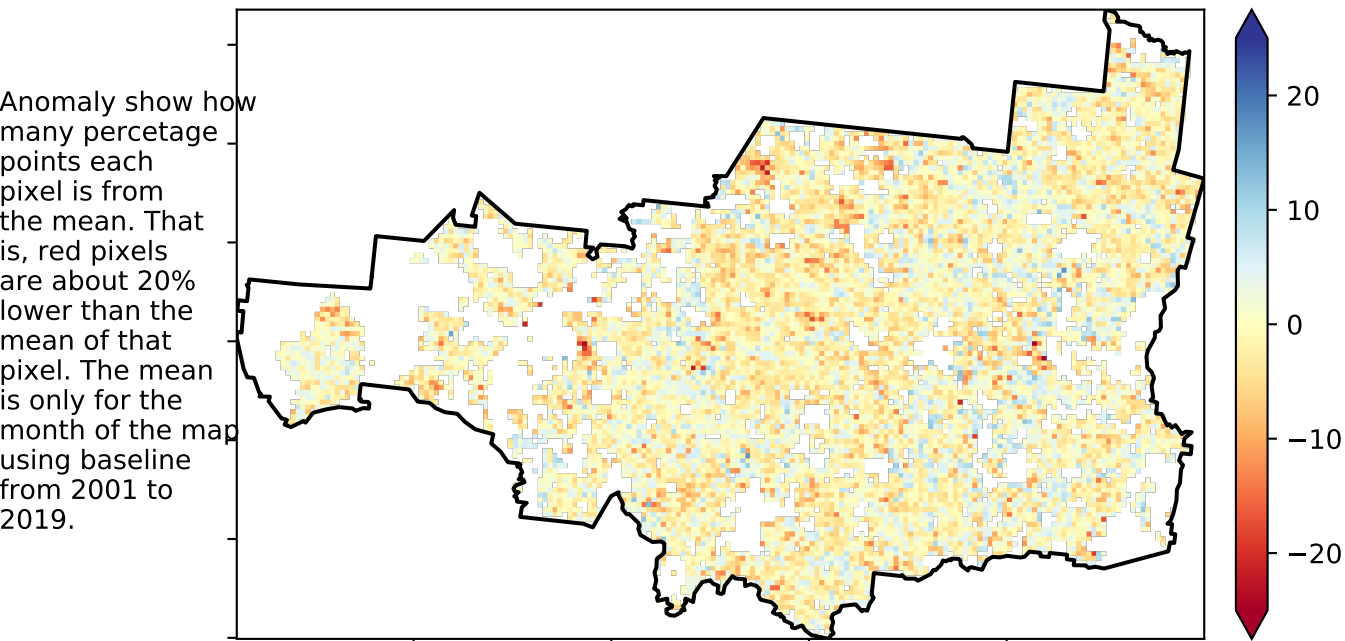 Anomaly show how
many percetage
points each
pixel is from
the mean. That
is, red pixels
are about 20%
lower than the
mean of that
pixel. The mean
is only for the
month of the map
using baseline
from 2001 to
2019.
20
10
0
−10
−20